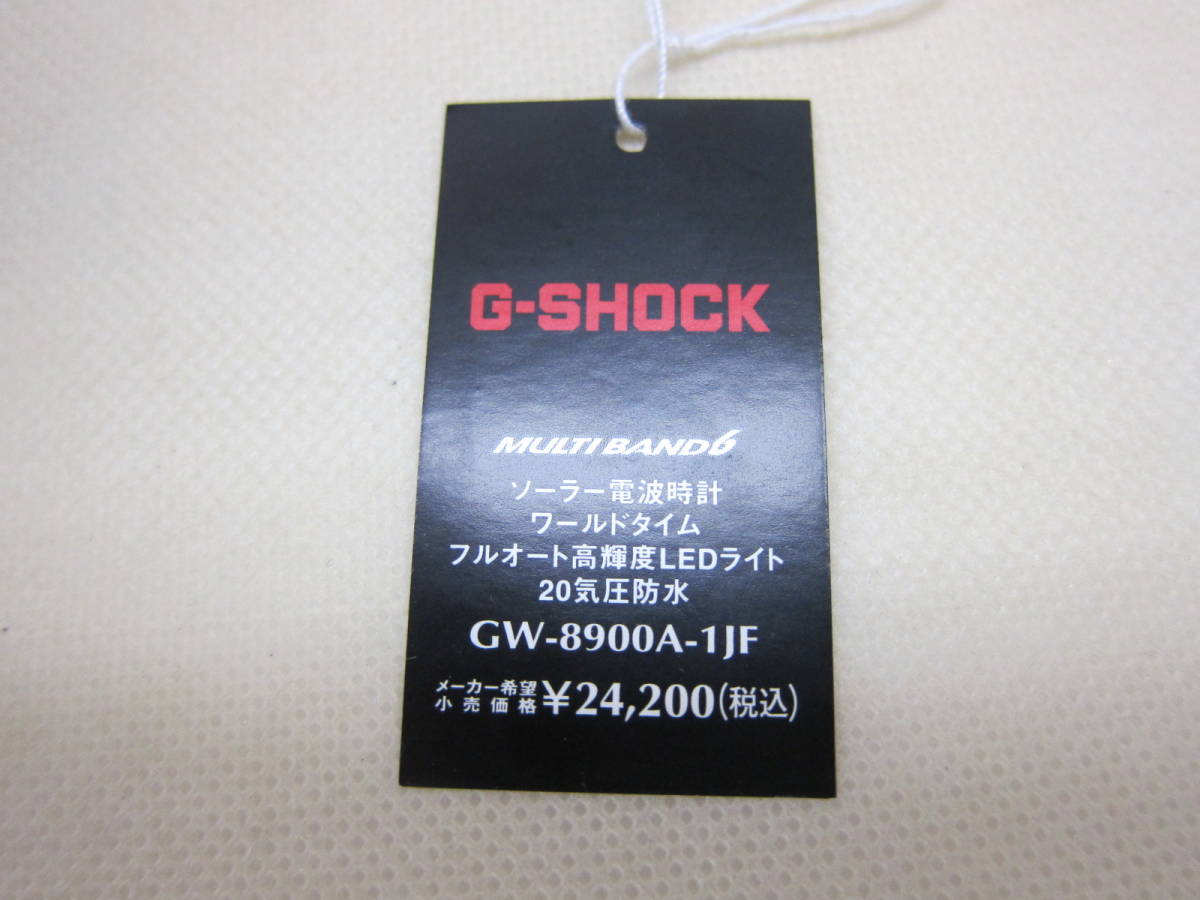 G-SHOCK
MULTI BAND 6
ソーラー電波時計
ワールドタイム
フルオート高輝度LEDライト
20気圧防水
GW-8900A-1JF
メーカー希望
小売価格 ¥24,200(税込)